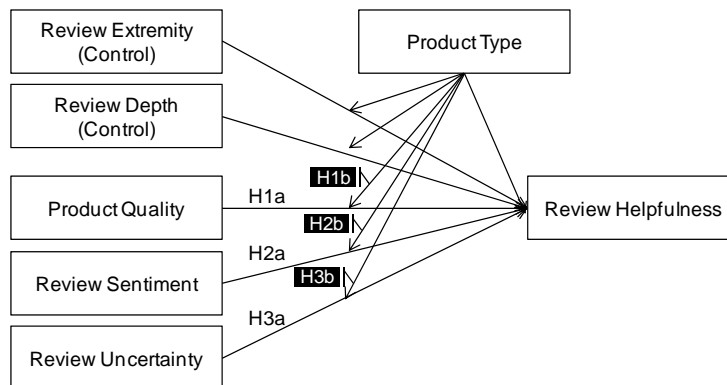 Review Extremity
(Control)
Product Type
Review Depth
(Control)
H1b
H1a
Product Quality
Review Helpfulness
H2b
H2a
Review Sentiment
H3b
H3a
Review Uncertainty